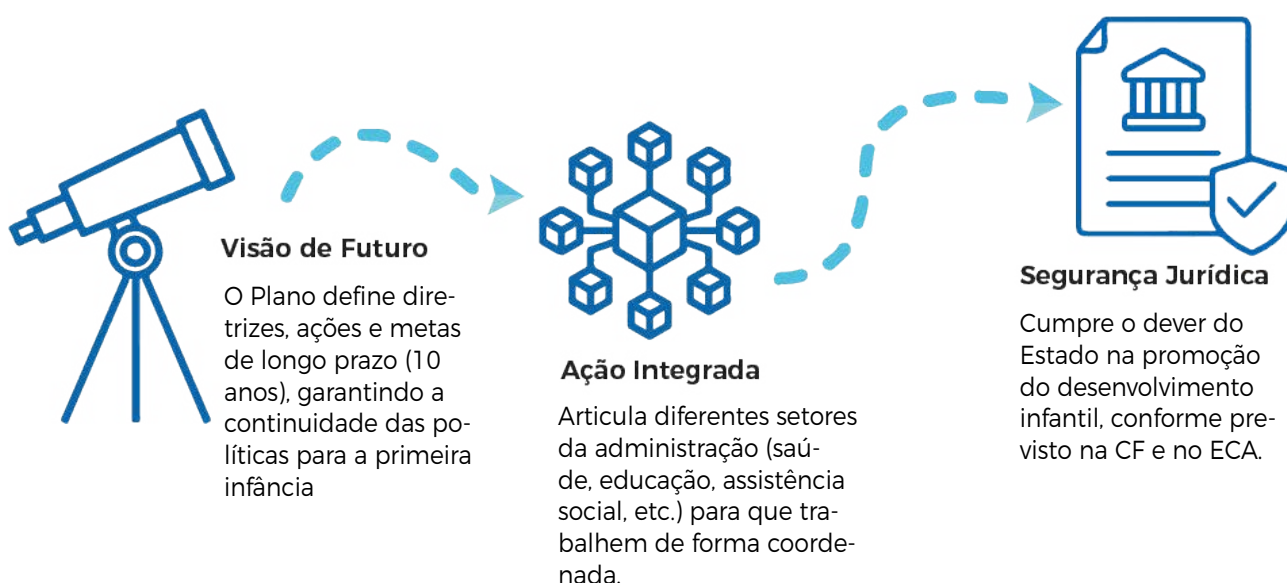 Visão de Futuro
O Plano define dire-
trizes, ações e metas
de longo prazo (10
anos), garantindo a
continuidade das po-
líticas para a primeira
infância
Ação Integrada
Articula diferentes setores
da administração (saú-
de, educação, assistência
social, etc.) para que tra-
balhem de forma coorde-
nada.
Segurança Jurídica
Cumpre o dever do
Estado na promoção
do desenvolvimento
infantil, conforme pre-
visto na CF e no ECA.